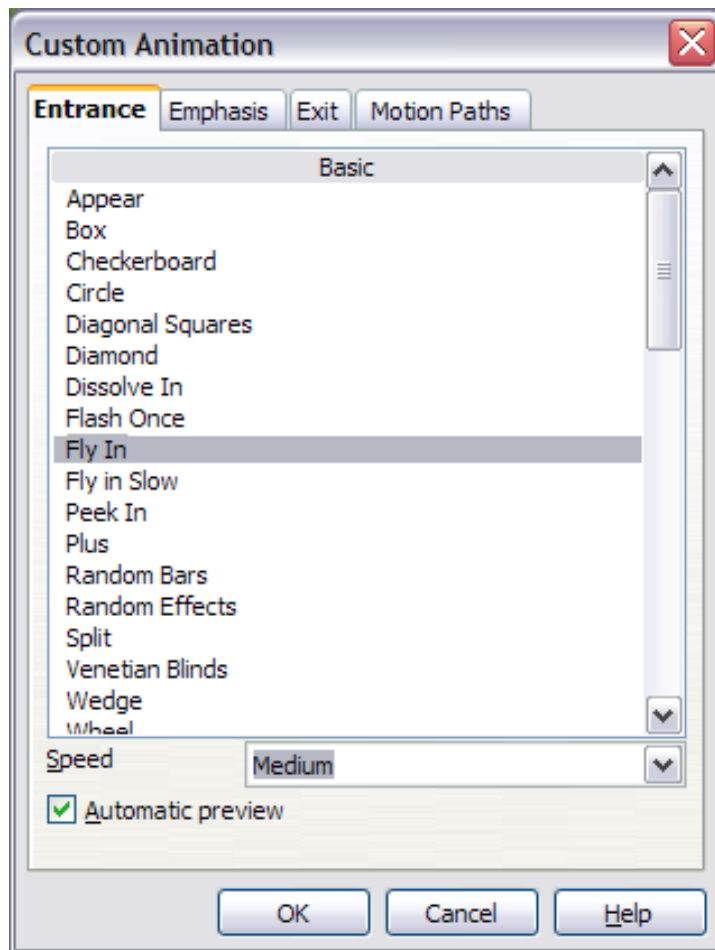 Custom Animation
Entrance Emphasis Exit Motion Paths
Basic
Appear
Box
Checkerboard
Circle
Diagonal Squares
Diamond
Dissolve In
Flash Once
Fly In
Fly in Slow
Peek In
Plus
Random Bars
Random Effects
Split
Venetian Blinds
Wedge
Wheel
Speed Medium
Automatic preview
OK Cancel Help